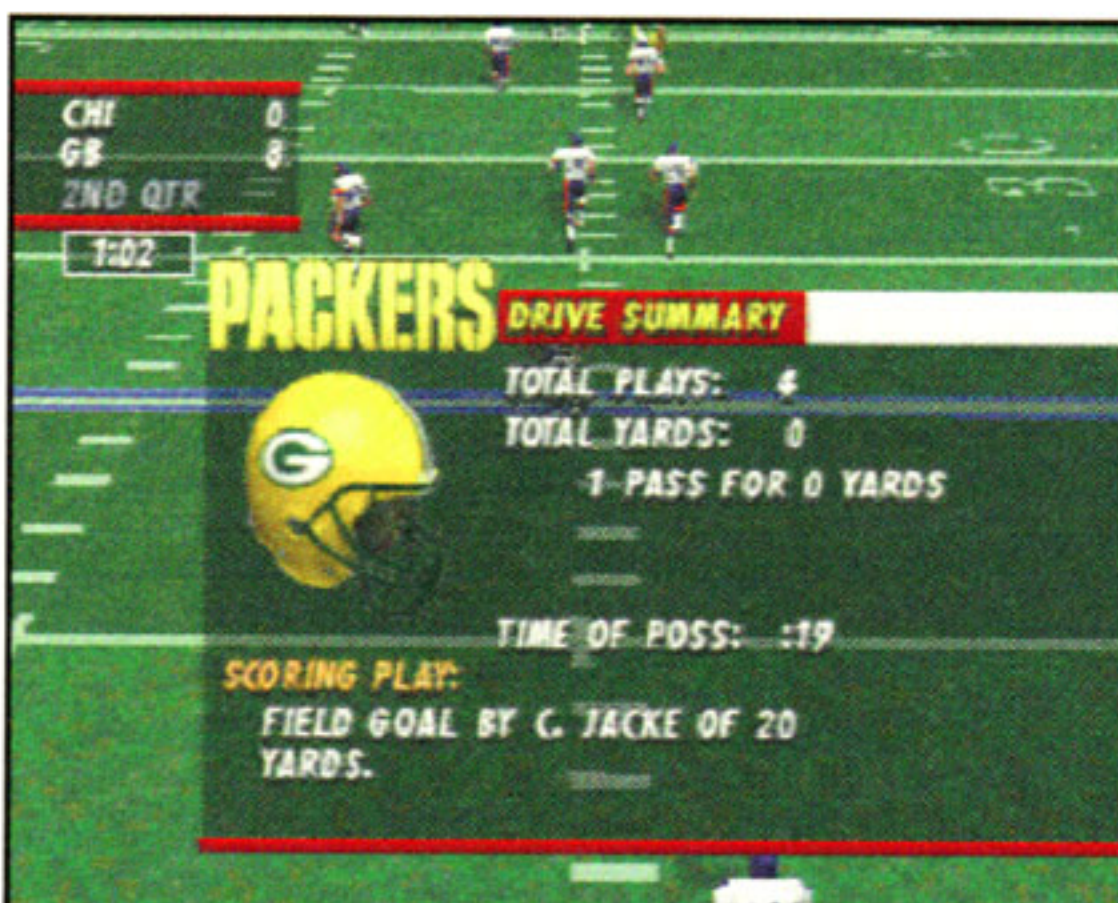 CHI 0
GB 6
2ND QTR
1:02
PACKERS
DRIVE SUMMARY
TOTAL PLAYS: 4
TOTAL YARDS: 0
1 PASS FOR 0 YARDS
TIME OF POSS: :19
SCORING PLAY:
FIELD GOAL BY C. JACKE OF 20
YARDS.
G